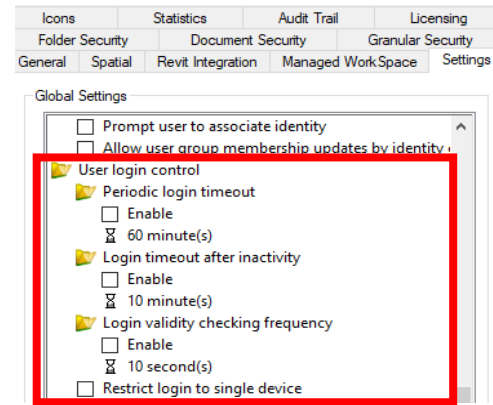 Icons Statistics Audit Trail Licensing
Folder Security Document Security Granular Security
General Spatial Revit Integration Managed WorkSpace Settings
Global Settings
Prompt user to associate identity
Allow user group membership updates by identity
User login control
Periodic login timeout
Enable
60 minute(s)
Login timeout after inactivity
Enable
10 minute(s)
Login validity checking frequency
Enable
10 second(s)
Restrict login to single device